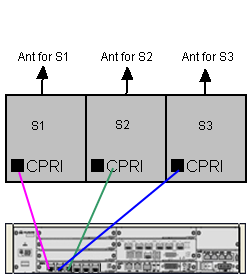 Ant for S1 Ant for S2 Ant for S3
S1 S2 S3
CPRI CPRI CPRI